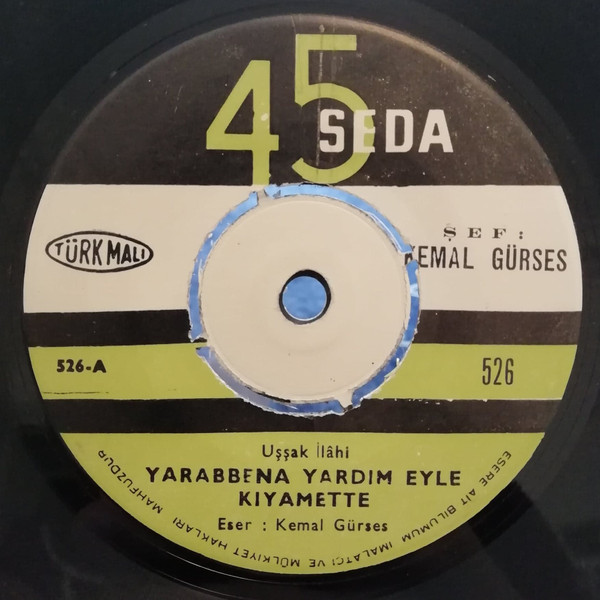 45
SEDA
TÜRK MALI
ŞEF :
KEMAL GÜRSES
526-A
526
Uşşak İlâhi
YARABBENA YARDIM EYLE
KIYAMETTE
Eser : Kemal Gürses
ESERE AİT BİLUMUM İMALATÇI VE MÜLKİYET HAKLARI MAHFUZDUR